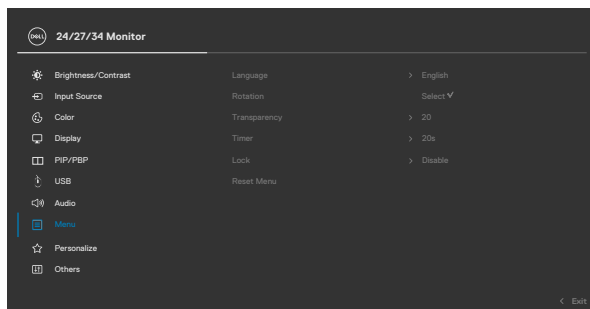 DELL 24/27/34 Monitor
Brightness/Contrast Language > English
Input Source Rotation Select ✓
Color Transparency > 20
Display Timer > 20s
PIP/PBP Lock > Disable
USB Reset Menu
Audio
Menu
Personalize
Others
< Exit